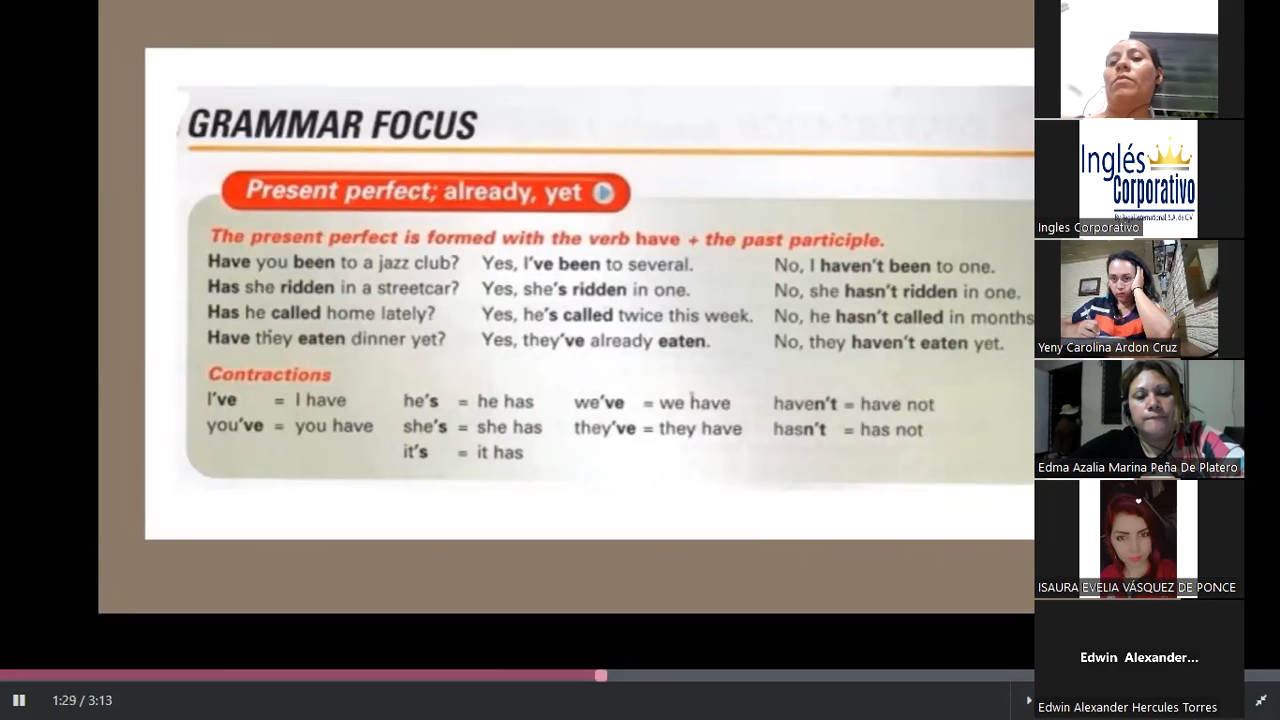 GRAMMAR FOCUS
Present perfect; already, yet
The present perfect is formed with the verb have + the past participle.
Have you been to a jazz club? Yes, I've been to several. No, I haven't been to one.
Has she ridden in a streetcar? Yes, she's ridden in one. No, she hasn't ridden in one.
Has he called home lately? Yes, he's called twice this week. No, he hasn't called in months
Have they eaten dinner yet? Yes, they've already eaten. No, they haven't eaten yet.
Contractions
I've = I have he's = he has we've = we have haven't = have not
you've = you have she's = she has they've = they have hasn't = has not
it's = it has
1:29 / 3:13
Inglés
Corporativo
Ingles Corporativo
Yeny Carolina Ardon Cruz
Edma Azalia Marina Peña De Platero
ISAURA EVELIA VÁSQUEZ DE PONCE
Edwin Alexander...
Edwin Alexander Hercules Torres